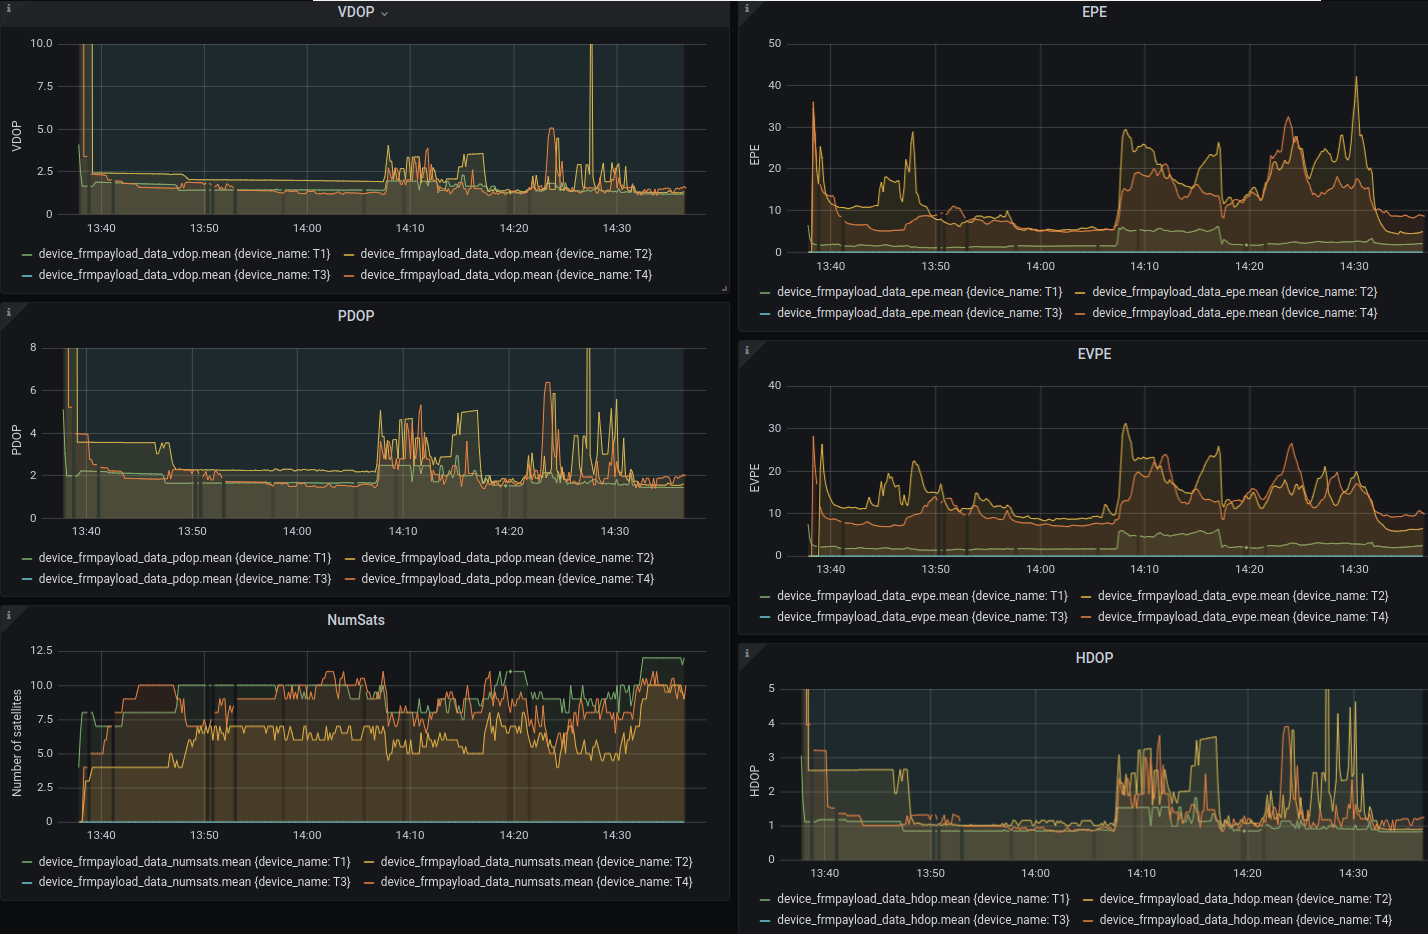 VDOP
10.0
7.5
5.0
2.5
0
VDOP
13:40 13:50 14:00 14:10 14:20 14:30
device_frmpayload_data_vdop.mean {device_name: T1} device_frmpayload_data_vdop.mean {device_name: T2}
device_frmpayload_data_vdop.mean {device_name: T3} device_frmpayload_data_vdop.mean {device_name: T4}
PDOP
8
6
4
2
0
PDOP
13:40 13:50 14:00 14:10 14:20 14:30
device_frmpayload_data_pdop.mean {device_name: T1} device_frmpayload_data_pdop.mean {device_name: T2}
device_frmpayload_data_pdop.mean {device_name: T3} device_frmpayload_data_pdop.mean {device_name: T4}
NumSats
12.5
10.0
7.5
5.0
2.5
0
Number of satellites
13:40 13:50 14:00 14:10 14:20 14:30
device_frmpayload_data_numsats.mean {device_name: T1} device_frmpayload_data_numsats.mean {device_name: T2}
device_frmpayload_data_numsats.mean {device_name: T3} device_frmpayload_data_numsats.mean {device_name: T4}
EPE
50
40
30
20
10
0
EPE
13:40 13:50 14:00 14:10 14:20 14:30
device_frmpayload_data_epe.mean {device_name: T1} device_frmpayload_data_epe.mean {device_name: T2}
device_frmpayload_data_epe.mean {device_name: T3} device_frmpayload_data_epe.mean {device_name: T4}
EVPE
40
30
20
10
0
EVPE
13:40 13:50 14:00 14:10 14:20 14:30
device_frmpayload_data_evpe.mean {device_name: T1} device_frmpayload_data_evpe.mean {device_name: T2}
device_frmpayload_data_evpe.mean {device_name: T3} device_frmpayload_data_evpe.mean {device_name: T4}
HDOP
5
4
3
2
1
0
HDOP
13:40 13:50 14:00 14:10 14:20 14:30
device_frmpayload_data_hdop.mean {device_name: T1} device_frmpayload_data_hdop.mean {device_name: T2}
device_frmpayload_data_hdop.mean {device_name: T3} device_frmpayload_data_hdop.mean {device_name: T4}